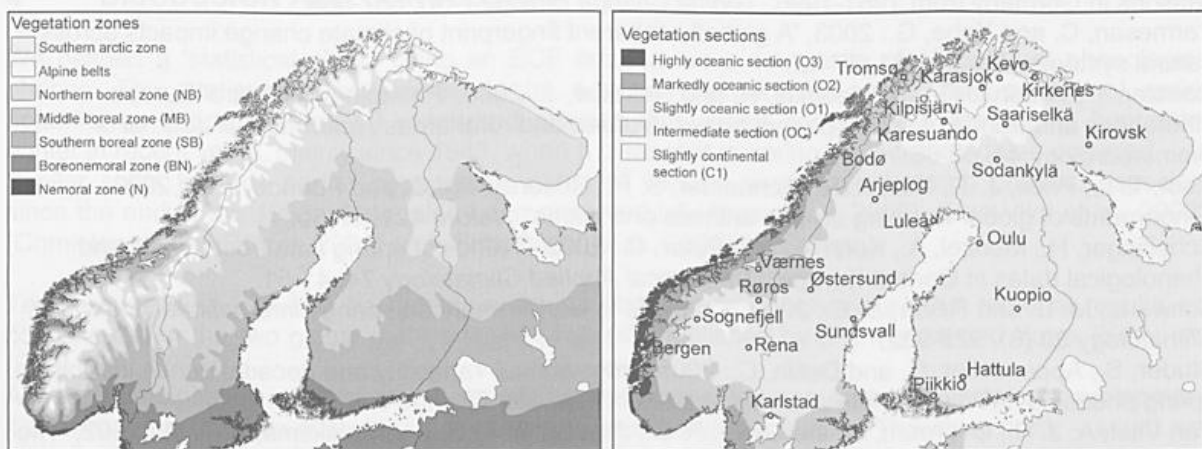 Vegetation zones
Southern arctic zone
Alpine belts
Northern boreal zone (NB)
Middle boreal zone (MB)
Southern boreal zone (SB)
Boreonemoral zone (BN)
Nemoral zone (N)
Vegetation sections
Highly oceanic section (O3)
Markedly oceanic section (O2)
Slightly oceanic section (O1)
Intermediate section (OC)
Slightly continental
section (C1)
Tromsø
Kevo
Karasjok
Kirkenes
Kilpisjärvi
Saariselkä
Karesuando
Kirovsk
Bodø
Sodankylä
Arjeplog
Luleå
Oulu
Værnes
Østersund
Røros
Kuopio
Sognefjell
Sundsvall
Bergen
Rena
Hattula
Piikkiö
Karlstad